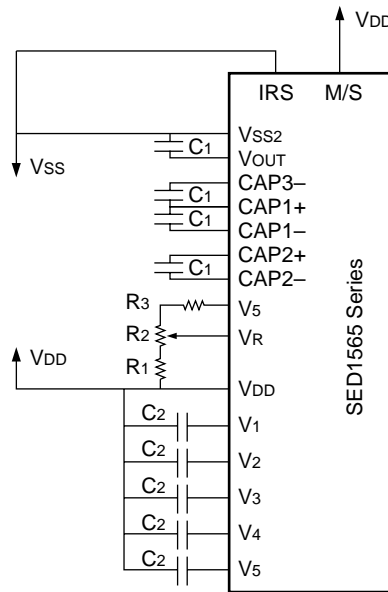 VDD
IRS M/S
VSS
C1 VSS2
VOUT
CAP3–
C1 CAP1+
C1 CAP1–
CAP2+
C1 CAP2–
R3 V5
R2 VR
R1
VDD VDD
C2 V1
C2 V2
C2 V3
C2 V4
C2 V5
SED1565 Series